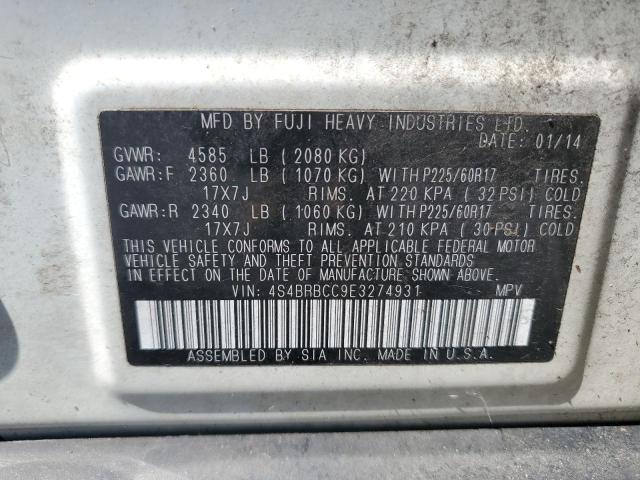 MFD BY FUJI HEAVY INDUSTRIES LTD.
DATE: 01/14
GVWR: 4585 LB (2080 KG)
GAWR:F 2360 LB (1070 KG) WITH P225/60R17 TIRES.
17X7J RIMS. AT 220 KPA (32 PSI) COLD
GAWR:R 2340 LB (1060 KG) WITH P225/60R17 TIRES.
17X7J RIMS. AT 210 KPA (30 PSI) COLD
THIS VEHICLE CONFORMS TO ALL APPLICABLE FEDERAL MOTOR
VEHICLE SAFETY AND THEFT PREVENTION STANDARDS
IN EFFECT ON THE DATE OF MANUFACTURE SHOWN ABOVE.
VIN: 4S4BRBCC9E3274931 MPV
ASSEMBLED BY SIA INC. MADE IN U.S.A.